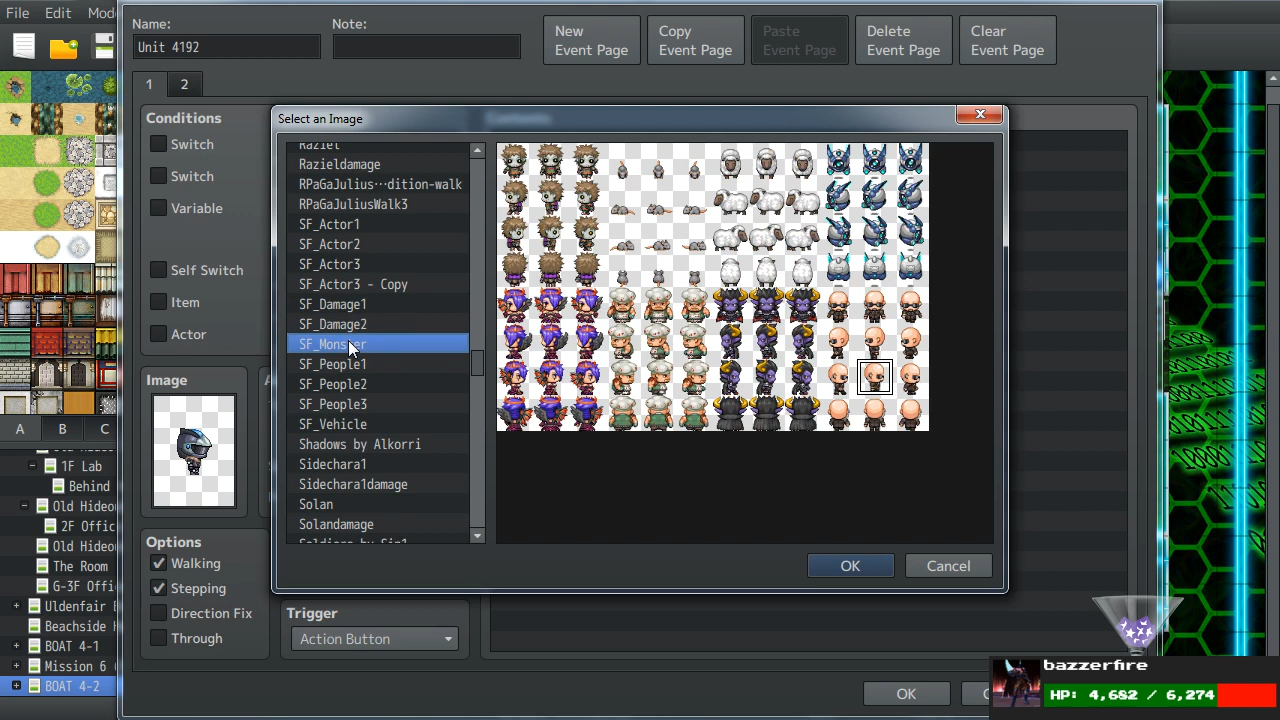 File Edit Mod
Name:
Note:
Unit 4192
New
Event Page
Copy
Event Page
Paste
Event Page
Delete
Event Page
Clear
Event Page
1 2
Conditions
Switch
Switch
Variable
Self Switch
Item
Actor
Image
Options
Walking
Stepping
Direction Fix
Through
Trigger
Action Button
Select an Image
Contents
Raziel
Razieldamage
RPaGaJulius…dition-walk
RPaGaJuliusWalk3
SF_Actor1
SF_Actor2
SF_Actor3
SF_Actor3 - Copy
SF_Damage1
SF_Damage2
SF_Monster
SF_People1
SF_People2
SF_People3
SF_Vehicle
Shadows by Alkorri
Sidechara1
Sidechara1damage
Solan
Solandamage
OK
Cancel
A B C
1F Lab
Behind
Old Hideou
2F Offic
Old Hideou
The Room
G-3F Offi
Uldenfair
Beachside H
BOAT 4-1
Mission 6 (
BOAT 4-2
OK
bazzerfire
HP: 4,682 / 6,274